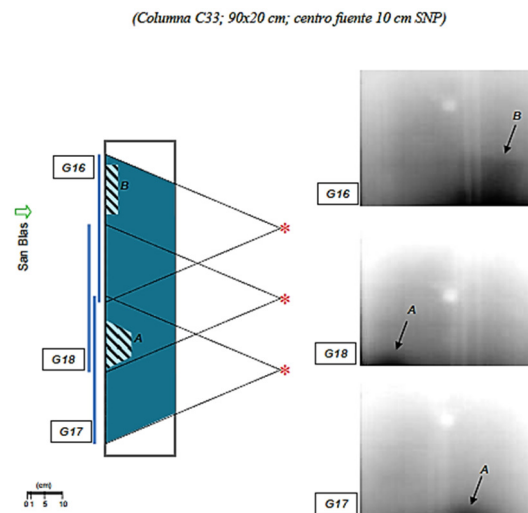 (Columna C33; 90x20 cm; centro fuente 10 cm SNP)
G16
B
San Blas
A
G18
G17
(cm)
0 1 5 10
B
G16
A
G18
A
G17